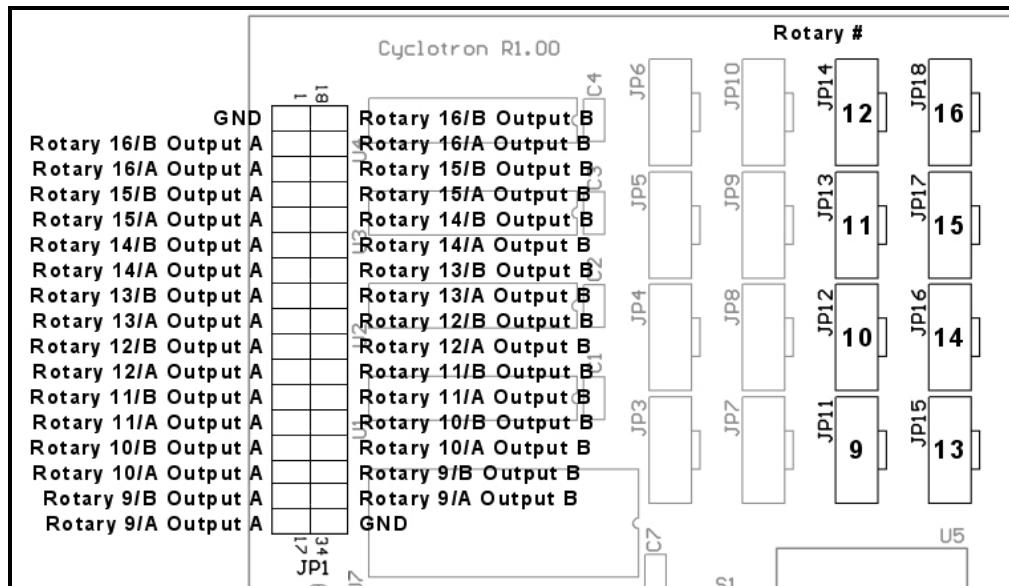 Rotary #
Cyclotron R1.00
JP6
JP10
JP14
12
JP18
16
C4
1
18
GND
Rotary 16/B Output B
Rotary 16/B Output A
Rotary 16/A Output B
U4
Rotary 16/A Output A
Rotary 15/B Output B
C3
Rotary 15/B Output A
Rotary 15/A Output B
JP5
JP9
JP13
11
JP17
15
Rotary 15/A Output A
Rotary 14/B Output B
Rotary 14/B Output A
Rotary 14/A Output B
U3
Rotary 14/A Output A
Rotary 13/B Output B
C2
Rotary 13/B Output A
Rotary 13/A Output B
JP4
JP8
JP12
10
JP16
14
Rotary 13/A Output A
Rotary 12/B Output B
U2
Rotary 12/B Output A
Rotary 12/A Output B
Rotary 12/A Output A
Rotary 11/B Output B
C1
Rotary 11/B Output A
Rotary 11/A Output B
JP3
JP7
JP11
9
JP15
13
Rotary 11/A Output A
Rotary 10/B Output B
U1
Rotary 10/B Output A
Rotary 10/A Output B
Rotary 10/A Output A
Rotary 9/B Output B
Rotary 9/B Output A
Rotary 9/A Output B
Rotary 9/A Output A
GND
17
34
JP1
C7
U5
S1